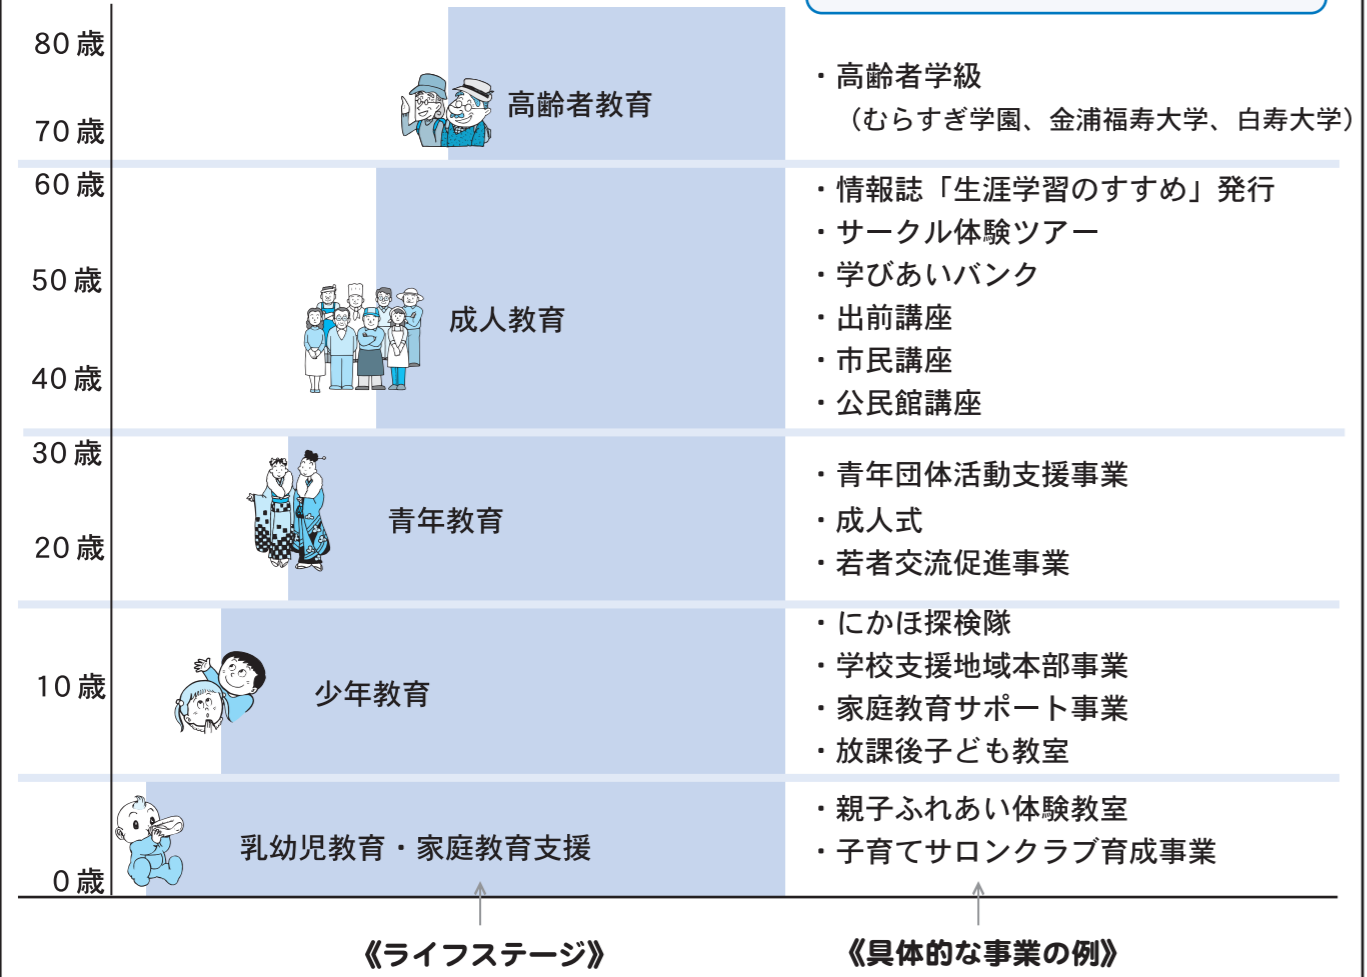 80歳
70歳
高齢者教育
・高齢者学級
（むらすぎ学園、金浦福寿大学、白寿大学）
60歳
50歳
40歳
成人教育
・情報誌「生涯学習のすすめ」発行
・サークル体験ツアー
・学びあいバンク
・出前講座
・市民講座
・公民館講座
30歳
20歳
青年教育
・青年団体活動支援事業
・成人式
・若者交流促進事業
10歳
少年教育
・にかほ探検隊
・学校支援地域本部事業
・家庭教育サポート事業
・放課後子ども教室
0歳
乳幼児教育・家庭教育支援
・親子ふれあい体験教室
・子育てサロンクラブ育成事業
《ライフステージ》
《具体的な事業の例》